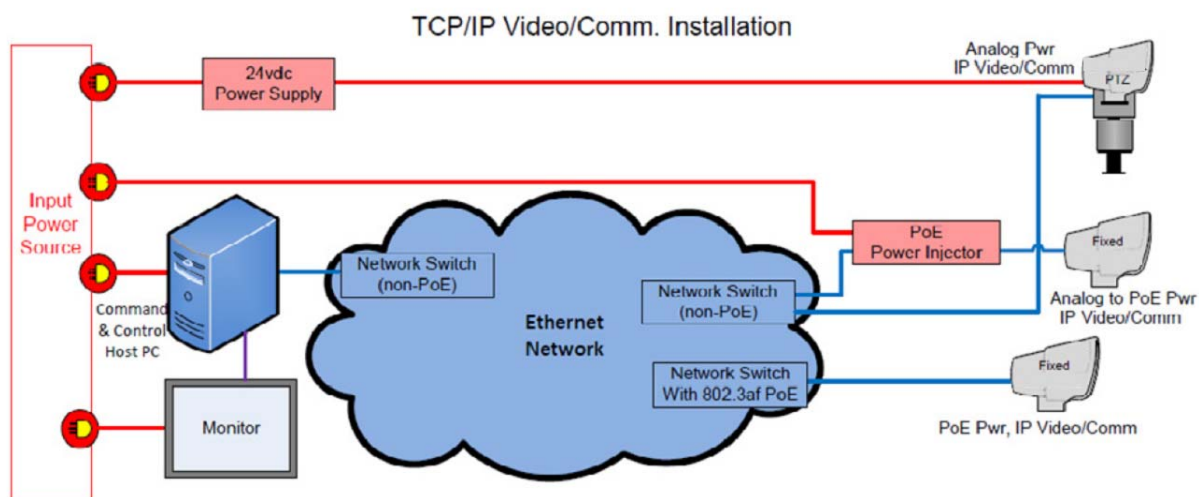 TCP/IP Video/Comm. Installation
24vdc
Power Supply
Analog Pwr
IP Video/Comm
PTZ
Input
Power
Source
PoE
Power Injector
Fixed
Network Switch
(non-PoE)
Network Switch
(non-PoE)
Analog to PoE Pwr
IP Video/Comm
Command
& Control
Host PC
Ethernet
Network
Fixed
Network Switch
With 802.3af PoE
Monitor
PoE Pwr, IP Video/Comm